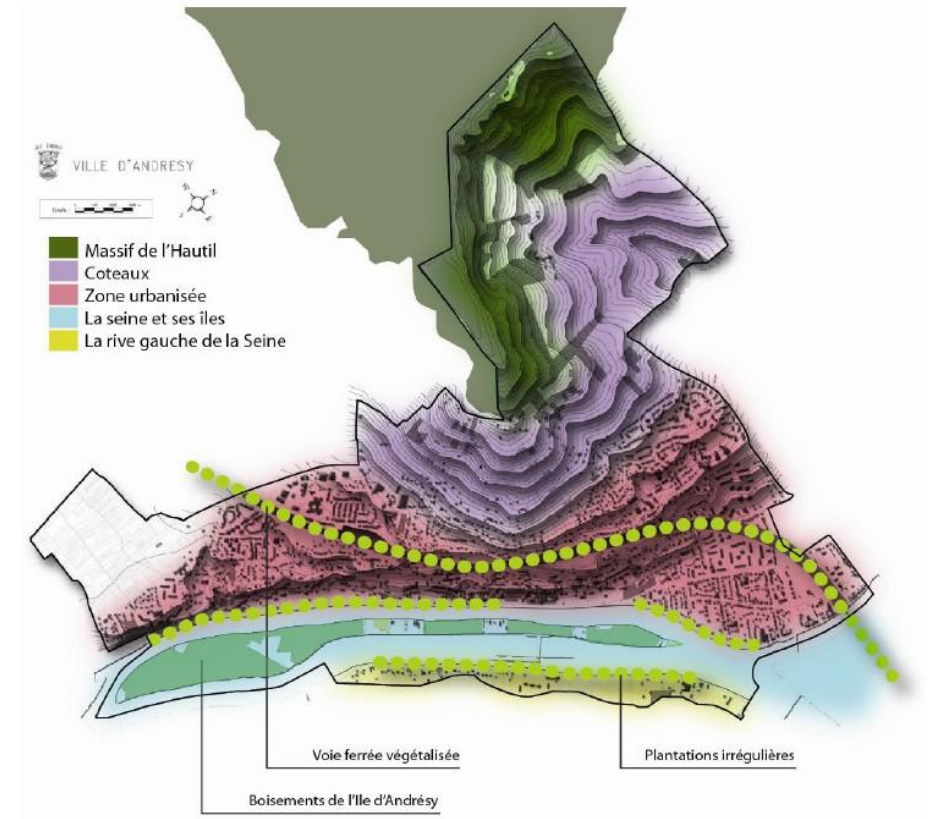 VILLE D'ANDRESY
Massif de l'Hautil
Coteaux
Zone urbanisée
La seine et ses îles
La rive gauche de la Seine
Voie ferrée végétalisée
Plantations irrégulières
Boisements de l'Ile d'Andrésy